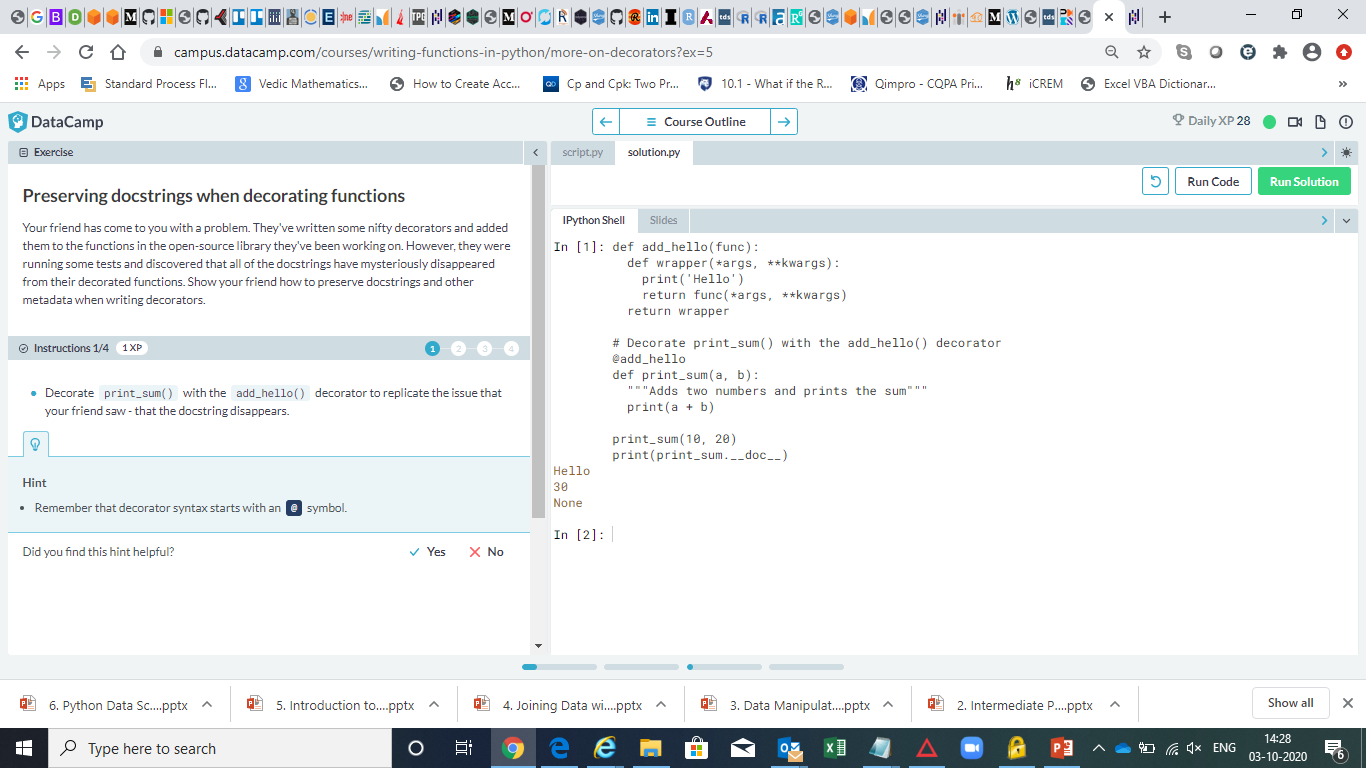 campus.datacamp.com/courses/writing-functions-in-python/more-on-decorators?ex=5
Apps
Standard Process Fl...
Vedic Mathematics...
How to Create Acc...
Cp and Cpk: Two Pr...
10.1 - What if the R...
Qimpro - CQPA Pri...
iCREM
Excel VBA Dictionar...
DataCamp
Course Outline
Daily XP 28
Exercise
Preserving docstrings when decorating functions
Your friend has come to you with a problem. They've written some nifty decorators and added
them to the functions in the open-source library they've been working on. However, they were
running some tests and discovered that all of the docstrings have mysteriously disappeared
from their decorated functions. Show your friend how to preserve docstrings and other
metadata when writing decorators.
Instructions 1/4 1 XP
1 2 3 4
Decorate print_sum() with the add_hello() decorator to replicate the issue that
your friend saw - that the docstring disappears.
Hint
Remember that decorator syntax starts with an @ symbol.
Did you find this hint helpful? Yes No
script.py solution.py
Run Code Run Solution
IPython Shell Slides
In [1]: def add_hello(func):
def wrapper(*args, **kwargs):
print('Hello')
return func(*args, **kwargs)
return wrapper
# Decorate print_sum() with the add_hello() decorator
@add_hello
def print_sum(a, b):
"""Adds two numbers and prints the sum"""
print(a + b)
print_sum(10, 20)
print(print_sum.__doc__)
Hello
30
None
In [2]:
6. Python Data Sc....pptx
5. Introduction to....pptx
4. Joining Data wi....pptx
3. Data Manipulat....pptx
2. Intermediate P....pptx
Show all
Type here to search
ENG
14:28
03-10-2020
6